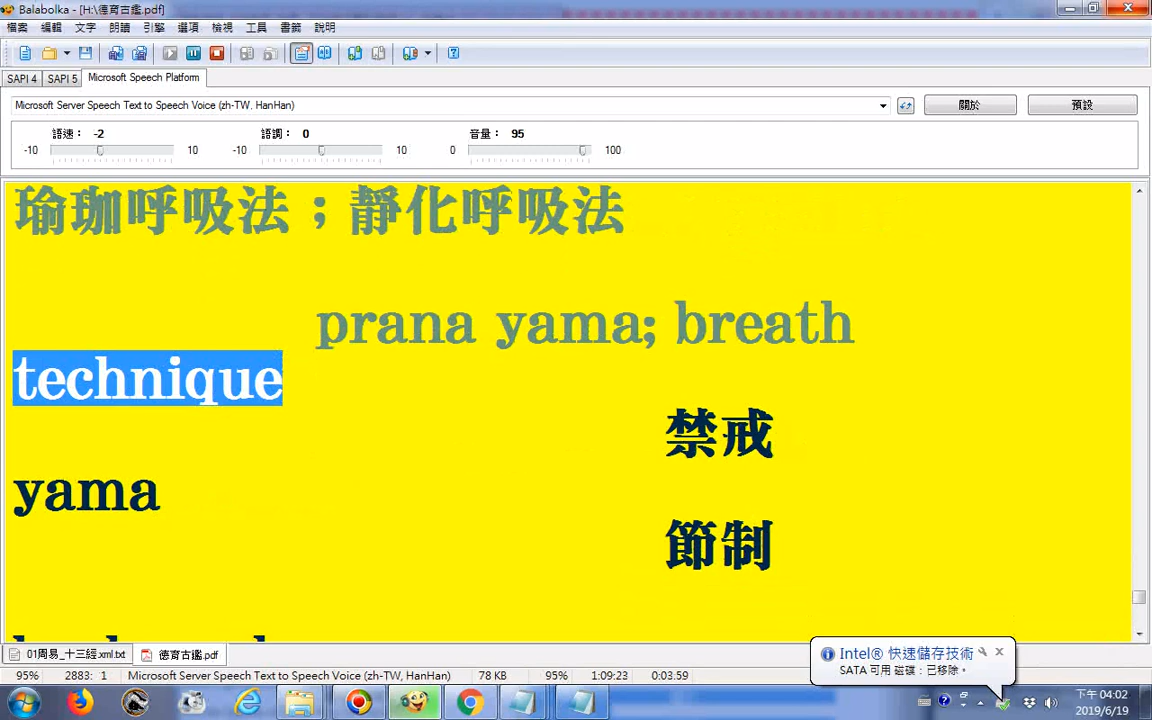 Balabolka - [H:\德育古鑑.pdf]
檔案 編輯 文字 朗讀 引擎 選項 檢視 工具 書籤 說明
SAPI 4 SAPI 5 Microsoft Speech Platform
Microsoft Server Speech Text to Speech Voice (zh-TW, HanHan)
關於 預設
語速： -2 語調： 0 音量： 95
-10 10 -10 10 0 100
瑜珈呼吸法；靜化呼吸法
prana yama; breath
technique
禁戒
yama
節制
Intel® 快速儲存技術
SATA 可用 磁碟：已移除。
01周易_十三經.xml.txt 德育古鑑.pdf
95% 2883: 1 Microsoft Server Speech Text to Speech Voice (zh-TW, HanHan) 78 KB 95% 1:09:23 0:03:59
下午 04:02
2019/6/19